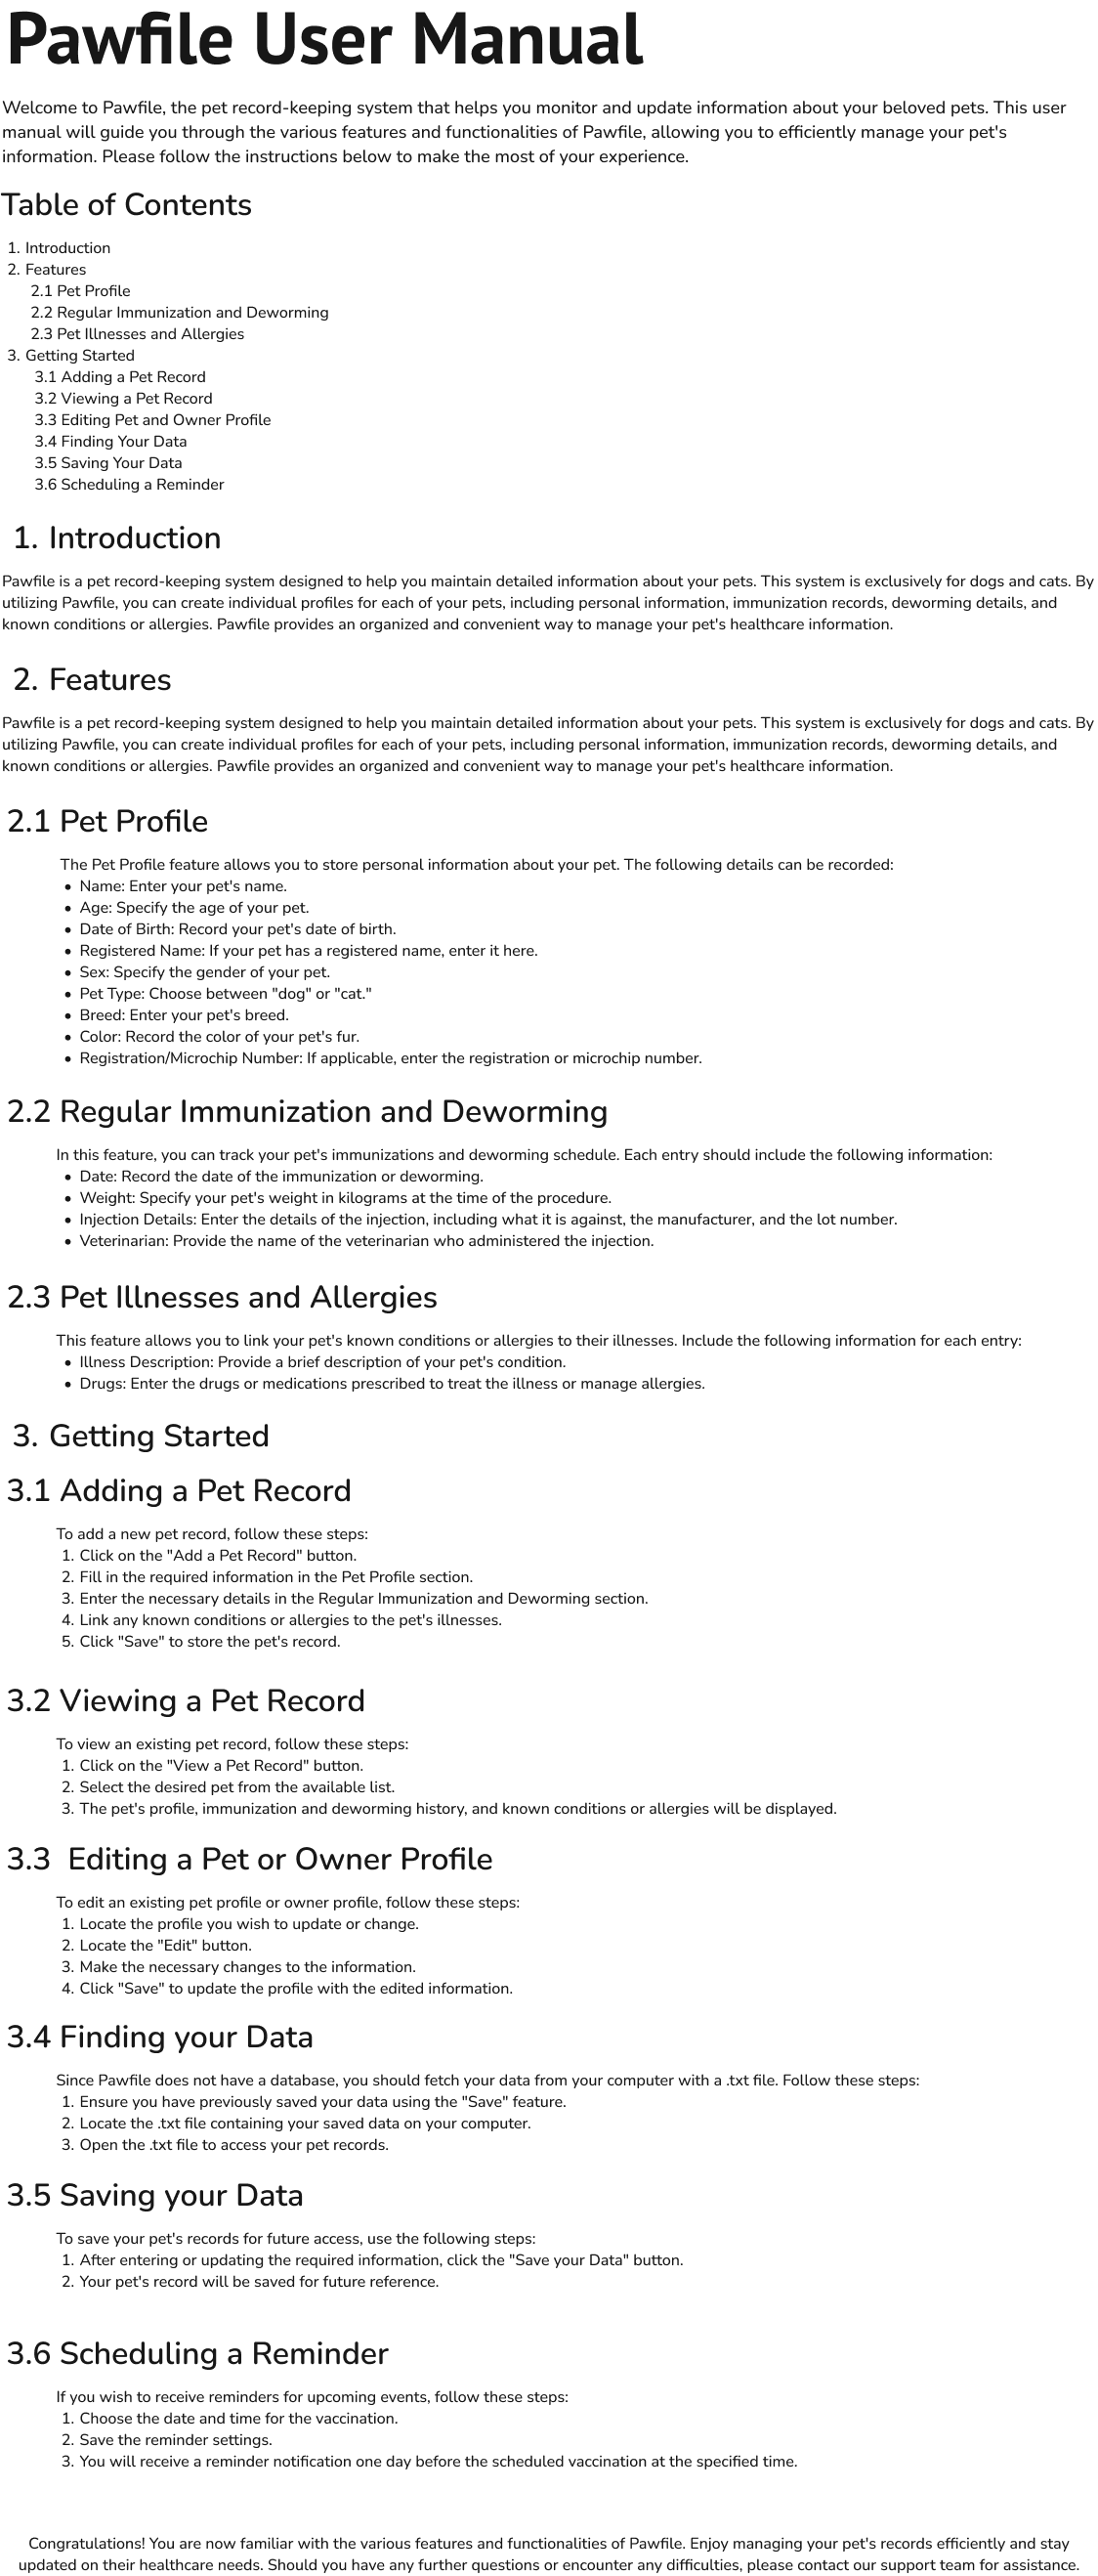 Pawfile User Manual
Welcome to Pawfile, the pet record-keeping system that helps you monitor and update information about your beloved pets. This user
manual will guide you through the various features and functionalities of Pawfile, allowing you to efficiently manage your pet's
information. Please follow the instructions below to make the most of your experience.
Table of Contents
1. Introduction
2. Features
2.1 Pet Profile
2.2 Regular Immunization and Deworming
2.3 Pet Illnesses and Allergies
3. Getting Started
3.1 Adding a Pet Record
3.2 Viewing a Pet Record
3.3 Editing Pet and Owner Profile
3.4 Finding Your Data
3.5 Saving Your Data
3.6 Scheduling a Reminder
1. Introduction
Pawfile is a pet record-keeping system designed to help you maintain detailed information about your pets. This system is exclusively for dogs and cats. By
utilizing Pawfile, you can create individual profiles for each of your pets, including personal information, immunization records, deworming details, and
known conditions or allergies. Pawfile provides an organized and convenient way to manage your pet's healthcare information.
2. Features
Pawfile is a pet record-keeping system designed to help you maintain detailed information about your pets. This system is exclusively for dogs and cats. By
utilizing Pawfile, you can create individual profiles for each of your pets, including personal information, immunization records, deworming details, and
known conditions or allergies. Pawfile provides an organized and convenient way to manage your pet's healthcare information.
2.1 Pet Profile
The Pet Profile feature allows you to store personal information about your pet. The following details can be recorded:
• Name: Enter your pet's name.
• Age: Specify the age of your pet.
• Date of Birth: Record your pet's date of birth.
• Registered Name: If your pet has a registered name, enter it here.
• Sex: Specify the gender of your pet.
• Pet Type: Choose between "dog" or "cat."
• Breed: Enter your pet's breed.
• Color: Record the color of your pet's fur.
• Registration/Microchip Number: If applicable, enter the registration or microchip number.
2.2 Regular Immunization and Deworming
In this feature, you can track your pet's immunizations and deworming schedule. Each entry should include the following information:
• Date: Record the date of the immunization or deworming.
• Weight: Specify your pet's weight in kilograms at the time of the procedure.
• Injection Details: Enter the details of the injection, including what it is against, the manufacturer, and the lot number.
• Veterinarian: Provide the name of the veterinarian who administered the injection.
2.3 Pet Illnesses and Allergies
This feature allows you to link your pet's known conditions or allergies to their illnesses. Include the following information for each entry:
• Illness Description: Provide a brief description of your pet's condition.
• Drugs: Enter the drugs or medications prescribed to treat the illness or manage allergies.
3. Getting Started
3.1 Adding a Pet Record
To add a new pet record, follow these steps:
1. Click on the "Add a Pet Record" button.
2. Fill in the required information in the Pet Profile section.
3. Enter the necessary details in the Regular Immunization and Deworming section.
4. Link any known conditions or allergies to the pet's illnesses.
5. Click "Save" to store the pet's record.
3.2 Viewing a Pet Record
To view an existing pet record, follow these steps:
1. Click on the "View a Pet Record" button.
2. Select the desired pet from the available list.
3. The pet's profile, immunization and deworming history, and known conditions or allergies will be displayed.
3.3 Editing a Pet or Owner Profile
To edit an existing pet profile or owner profile, follow these steps:
1. Locate the profile you wish to update or change.
2. Locate the "Edit" button.
3. Make the necessary changes to the information.
4. Click "Save" to update the profile with the edited information.
3.4 Finding your Data
Since Pawfile does not have a database, you should fetch your data from your computer with a .txt file. Follow these steps:
1. Ensure you have previously saved your data using the "Save" feature.
2. Locate the .txt file containing your saved data on your computer.
3. Open the .txt file to access your pet records.
3.5 Saving your Data
To save your pet's records for future access, use the following steps:
1. After entering or updating the required information, click the "Save your Data" button.
2. Your pet's record will be saved for future reference.
3.6 Scheduling a Reminder
If you wish to receive reminders for upcoming events, follow these steps:
1. Choose the date and time for the vaccination.
2. Save the reminder settings.
3. You will receive a reminder notification one day before the scheduled vaccination at the specified time.
Congratulations! You are now familiar with the various features and functionalities of Pawfile. Enjoy managing your pet's records efficiently and stay
updated on their healthcare needs. Should you have any further questions or encounter any difficulties, please contact our support team for assistance.